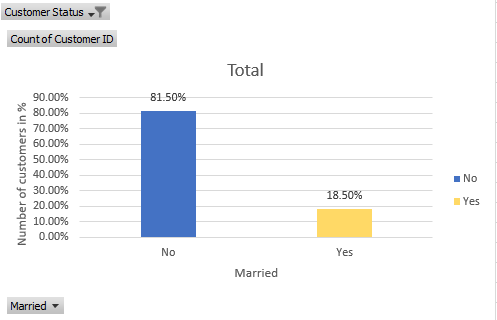 Customer Status
Count of Customer ID
Total
Number of customers in %
90.00%
80.00%
70.00%
60.00%
50.00%
40.00%
30.00%
20.00%
10.00%
0.00%
81.50%
18.50%
No
Yes
Married
No
Yes
Married